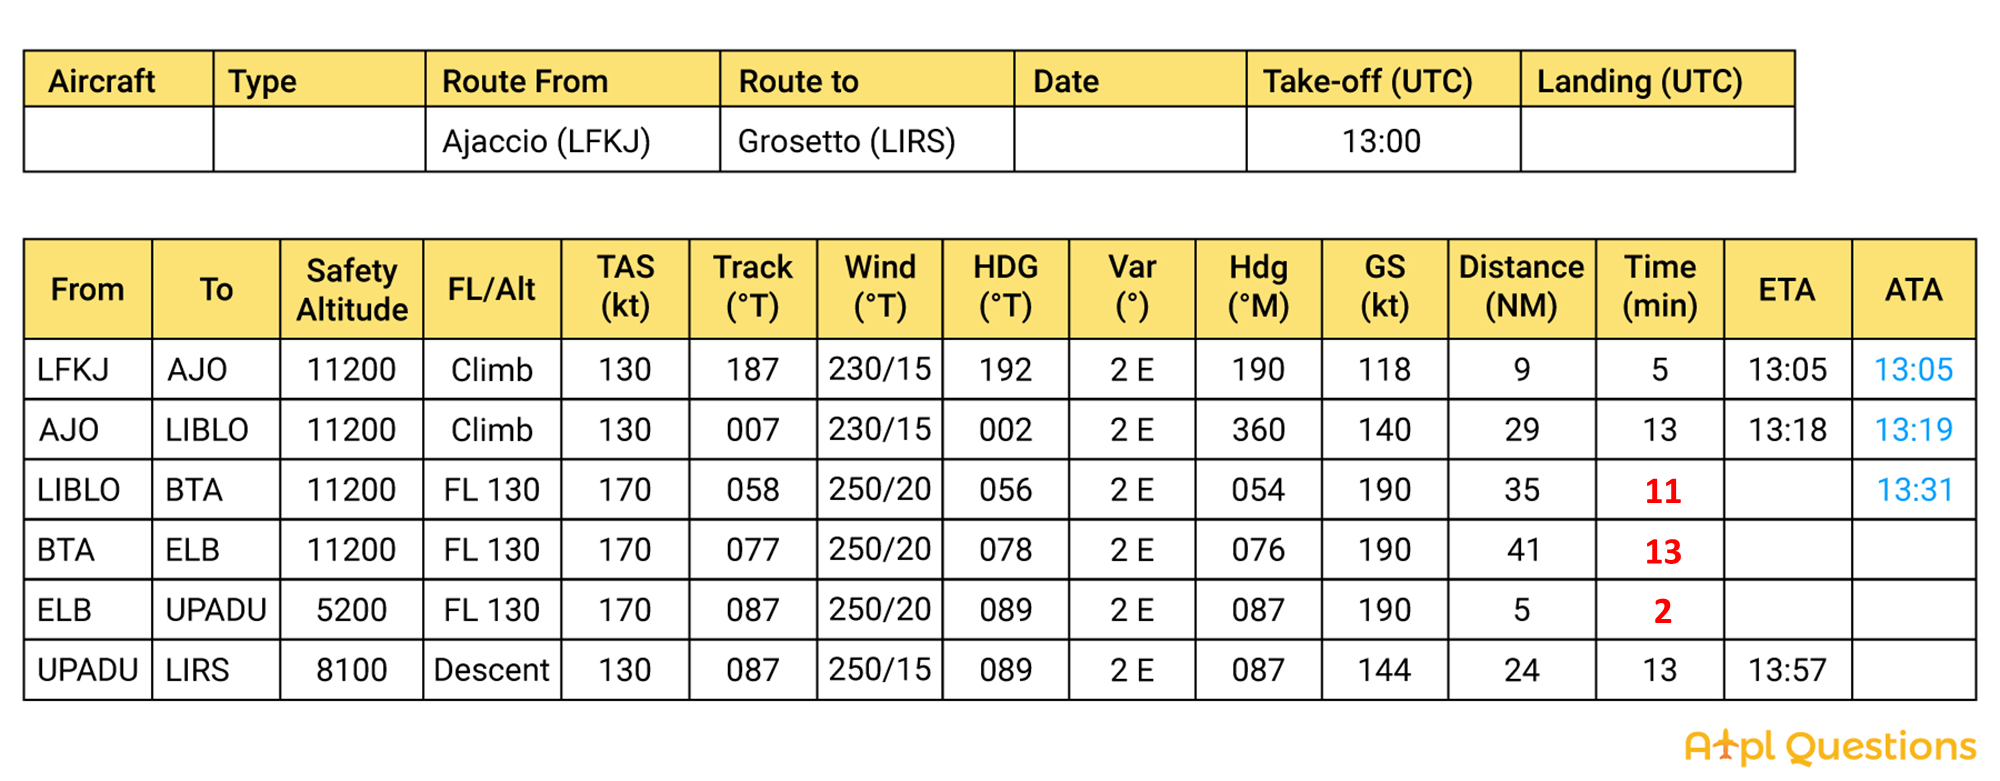 Aircraft Type Route From Route to Date Take-off (UTC) Landing (UTC)
Ajaccio (LFKJ) Grosetto (LIRS) 13:00
From To Safety Altitude FL/Alt TAS (kt) Track (°T) Wind (°T) HDG (°T) Var (°) Hdg (°M) GS (kt) Distance (NM) Time (min) ETA ATA
LFKJ AJO 11200 Climb 130 187 230/15 192 2 E 190 118 9 5 13:05 13:05
AJO LIBLO 11200 Climb 130 007 230/15 002 2 E 360 140 29 13 13:18 13:19
LIBLO BTA 11200 FL 130 170 058 250/20 056 2 E 054 190 35 11 13:31
BTA ELB 11200 FL 130 170 077 250/20 078 2 E 076 190 41 13
ELB UPADU 5200 FL 130 170 087 250/20 089 2 E 087 190 5 2
UPADU LIRS 8100 Descent 130 087 250/15 089 2 E 087 144 24 13 13:57
Atpl Questions